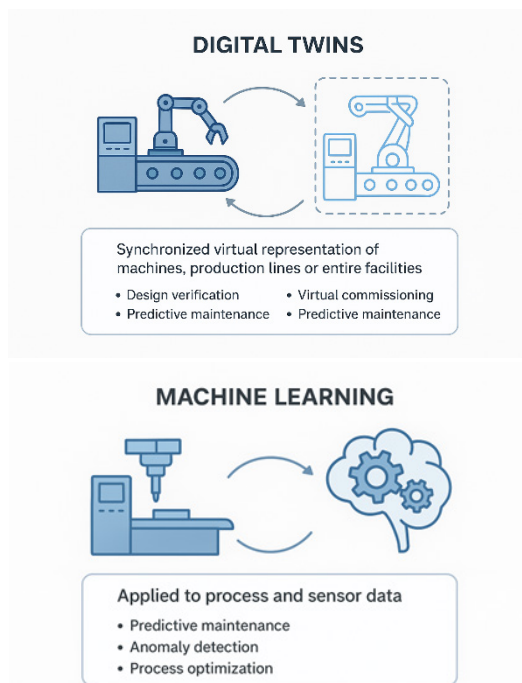 DIGITAL TWINS
Synchronized virtual representation of
machines, production lines or entire facilities
• Design verification
• Predictive maintenance
• Virtual commissioning
• Predictive maintenance
MACHINE LEARNING
Applied to process and sensor data
• Predictive maintenance
• Anomaly detection
• Process optimization